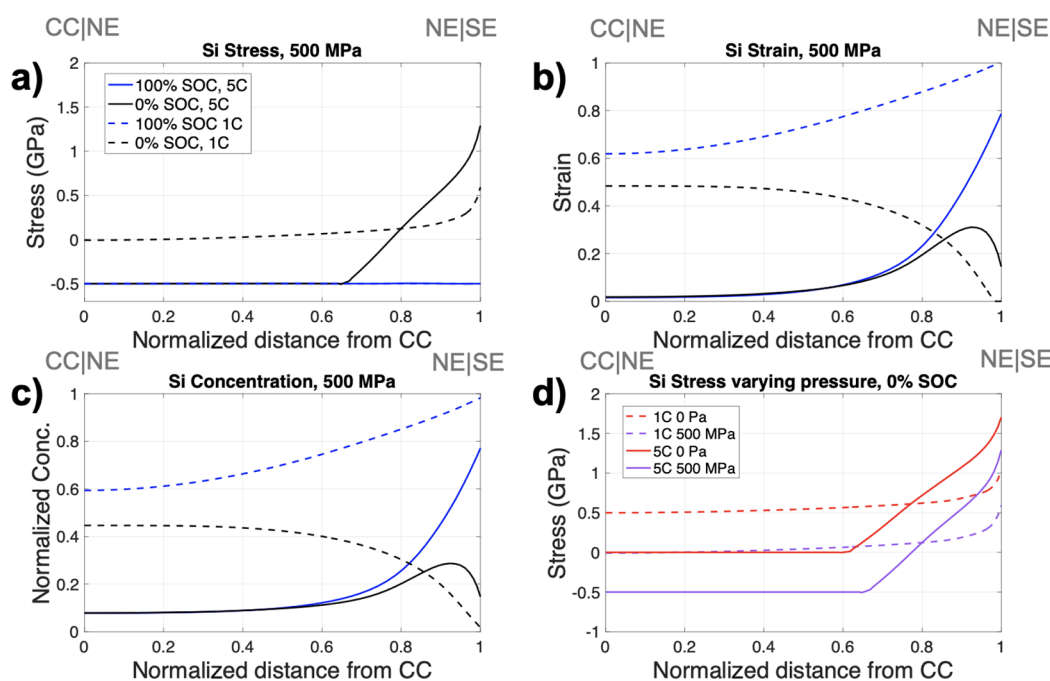 CC|NE
NE|SE
a)
Si Stress, 500 MPa
2
1.5
1
0.5
0
-0.5
Stress (GPa)
100% SOC, 5C
0% SOC, 5C
100% SOC 1C
0% SOC, 1C
0 0.2 0.4 0.6 0.8 1
Normalized distance from CC
CC|NE
NE|SE
b)
Si Strain, 500 MPa
1
0.8
0.6
0.4
0.2
0
Strain
0 0.2 0.4 0.6 0.8 1
Normalized distance from CC
CC|NE
NE|SE
c)
Si Concentration, 500 MPa
1
0.8
0.6
0.4
0.2
0
Normalized Conc.
0 0.2 0.4 0.6 0.8 1
Normalized distance from CC
CC|NE
NE|SE
d)
Si Stress varying pressure, 0% SOC
2
1.5
1
0.5
0
-0.5
-1
Stress (GPa)
1C 0 Pa
1C 500 MPa
5C 0 Pa
5C 500 MPa
0 0.2 0.4 0.6 0.8 1
Normalized distance from CC